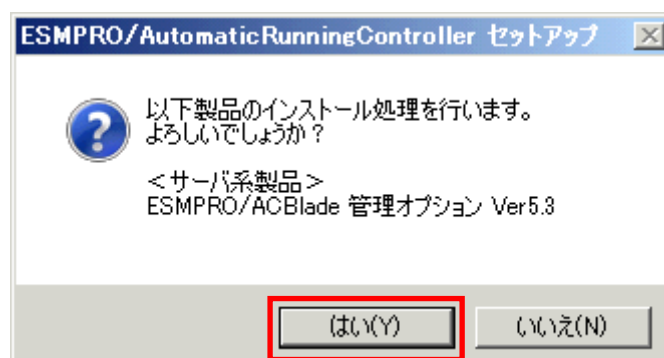 ESMPRO/AutomaticRunningController セットアップ
以下製品のインストール処理を行います。
よろしいでしょうか?
<サーバ系製品>
ESMPRO/ACBlade 管理オプション Ver5.3
はい(Y)
いいえ(N)